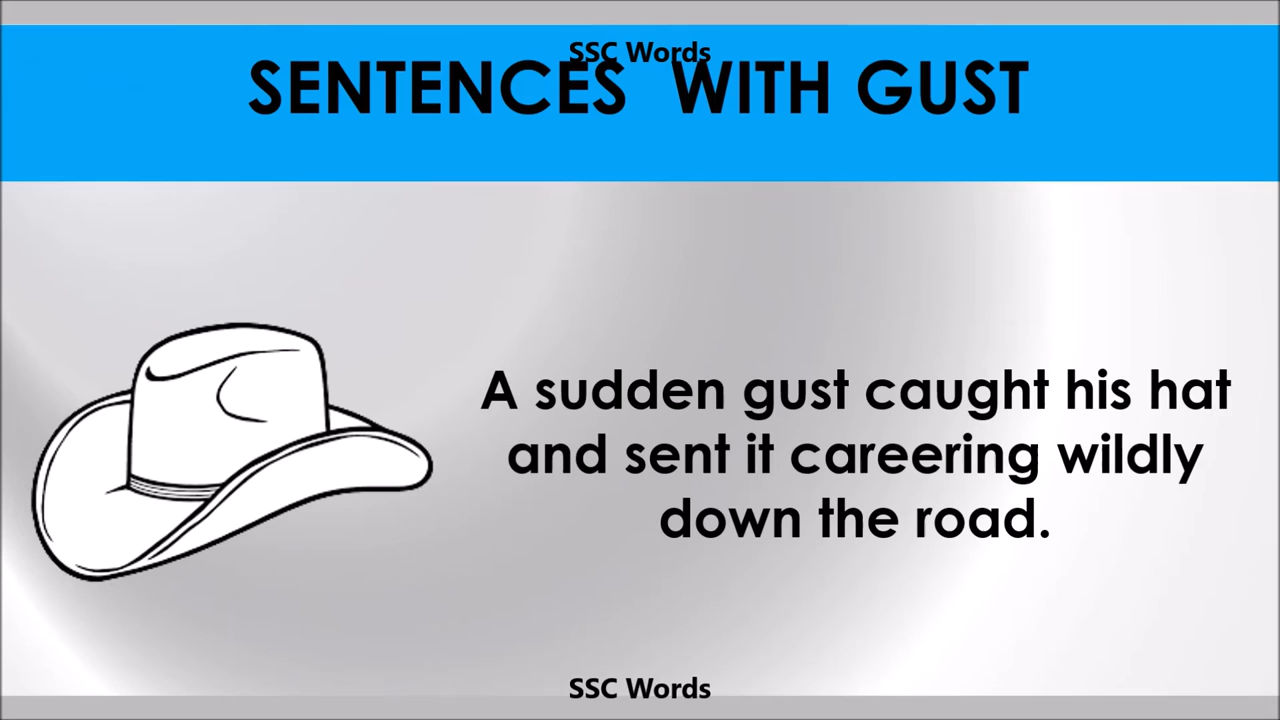 SSC Words
SENTENCES WITH GUST
A sudden gust caught his hat
and sent it careering wildly
down the road.
SSC Words